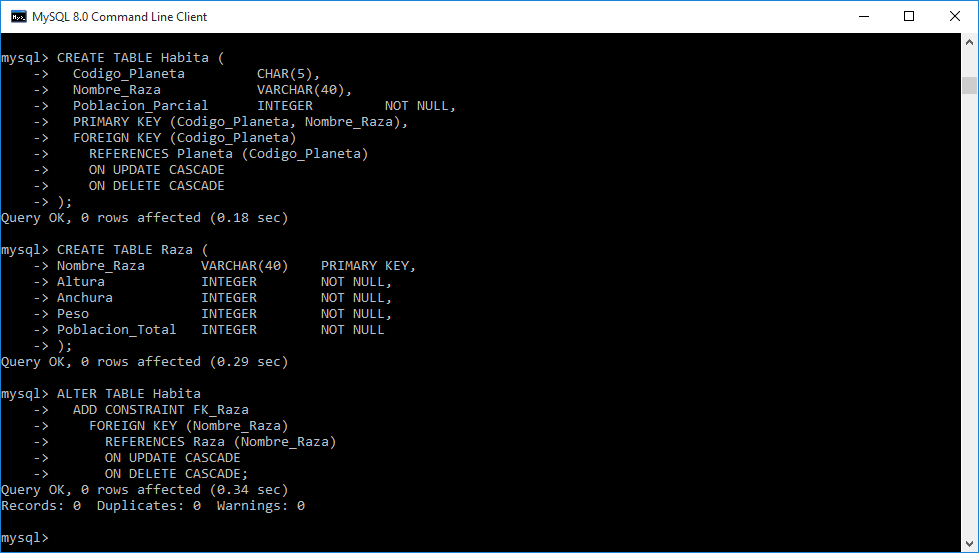 MySQL 8.0 Command Line Client
mysql> CREATE TABLE Habita (
    ->   Codigo_Planeta         CHAR(5),
    ->   Nombre_Raza            VARCHAR(40),
    ->   Poblacion_Parcial      INTEGER         NOT NULL,
    ->   PRIMARY KEY (Codigo_Planeta, Nombre_Raza),
    ->   FOREIGN KEY (Codigo_Planeta)
    ->     REFERENCES Planeta (Codigo_Planeta)
    ->     ON UPDATE CASCADE
    ->     ON DELETE CASCADE
    -> );
Query OK, 0 rows affected (0.18 sec)
mysql> CREATE TABLE Raza (
    -> Nombre_Raza       VARCHAR(40)    PRIMARY KEY,
    -> Altura            INTEGER        NOT NULL,
    -> Anchura           INTEGER        NOT NULL,
    -> Peso              INTEGER        NOT NULL,
    -> Poblacion_Total   INTEGER        NOT NULL
    -> );
Query OK, 0 rows affected (0.29 sec)
mysql> ALTER TABLE Habita
    ->   ADD CONSTRAINT FK_Raza
    ->     FOREIGN KEY (Nombre_Raza)
    ->       REFERENCES Raza (Nombre_Raza)
    ->       ON UPDATE CASCADE
    ->       ON DELETE CASCADE;
Query OK, 0 rows affected (0.34 sec)
Records: 0  Duplicates: 0  Warnings: 0
mysql>